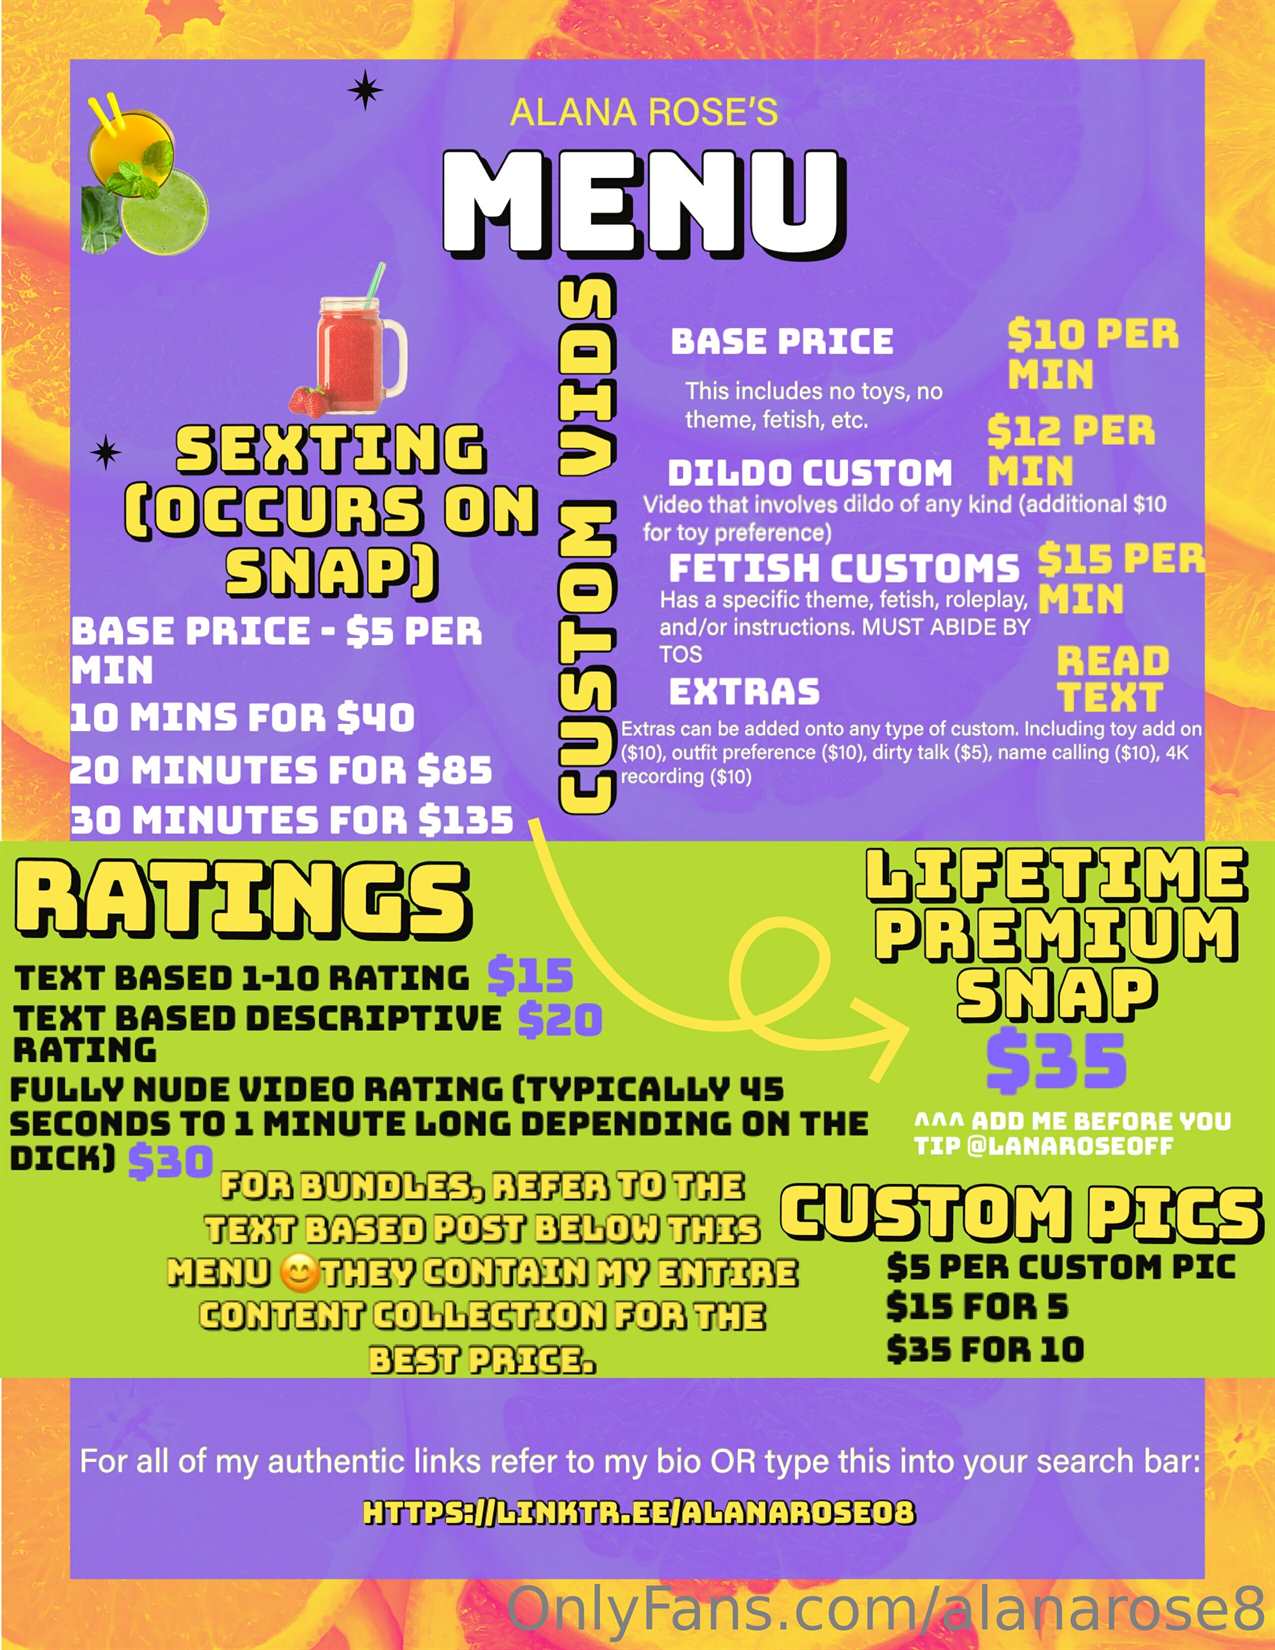 ALANA ROSE'S
MENU
SEXTING
(OCCURS ON
SNAP)
BASE PRICE - $5 PER
MIN
10 MINS FOR $40
20 MINUTES FOR $85
30 MINUTES FOR $135
CUSTOM VIDS
BASE PRICE
$10 PER
MIN
This includes no toys, no
theme, fetish, etc.
DILDO CUSTOM
$12 PER
MIN
Video that involves dildo of any kind (additional $10
for toy preference)
FETISH CUSTOMS
$15 PER
MIN
Has a specific theme, fetish, roleplay,
and/or instructions. MUST ABIDE BY
TOS
EXTRAS
READ
TEXT
Extras can be added onto any type of custom. Including toy add on
($10), outfit preference ($10), dirty talk ($5), name calling ($10), 4K
recording ($10)
RATINGS
TEXT BASED 1-10 RATING $15
TEXT BASED DESCRIPTIVE $20
RATING
FULLY NUDE VIDEO RATING (TYPICALLY 45
SECONDS TO 1 MINUTE LONG DEPENDING ON THE
DICK) $30
LIFETIME
PREMIUM
SNAP
$35
^^^ ADD ME BEFORE YOU
TIP @LANAROSEOFF
FOR BUNDLES, REFER TO THE
TEXT BASED POST BELOW THIS
MENU 😊THEY CONTAIN MY ENTIRE
CONTENT COLLECTION FOR THE
BEST PRICE.
CUSTOM PICS
$5 PER CUSTOM PIC
$15 FOR 5
$35 FOR 10
For all of my authentic links refer to my bio OR type this into your search bar:
HTTPS://LINKTR.EE/ALANAROSE08
OnlyFans.com/alanarose8